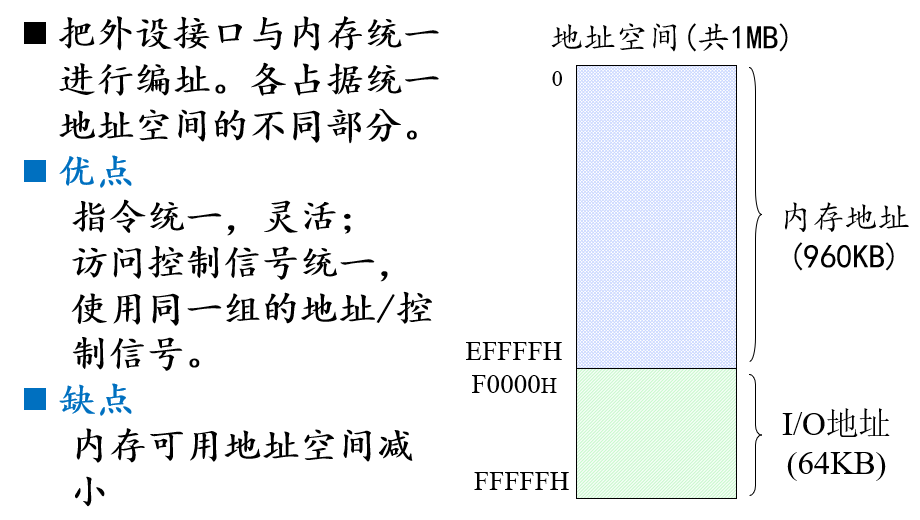 把外设接口与内存统一
进行编址。各占据统一
地址空间的不同部分。
优点
指令统一，灵活；
访问控制信号统一，
使用同一组的地址/控
制信号。
缺点
内存可用地址空间减
小
地址空间(共1MB)
0
内存地址
(960KB)
EFFFFH
F0000H
I/O地址
(64KB)
FFFFFH